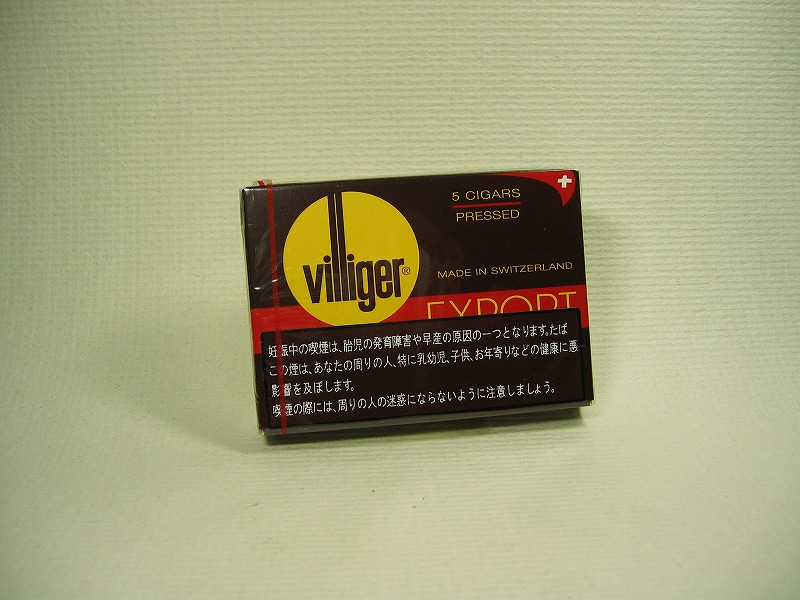 5 CIGARS
PRESSED
villiger®
MADE IN SWITZERLAND
EXPORT
妊娠中の喫煙は、胎児の発育障害や早産の原因の一つとなります。たば
この煙は、あなたの周りの人、特に乳幼児、子供、お年寄りなどの健康に悪
影響を及ぼします。
喫煙の際には、周りの人の迷惑にならないように注意しましょう。